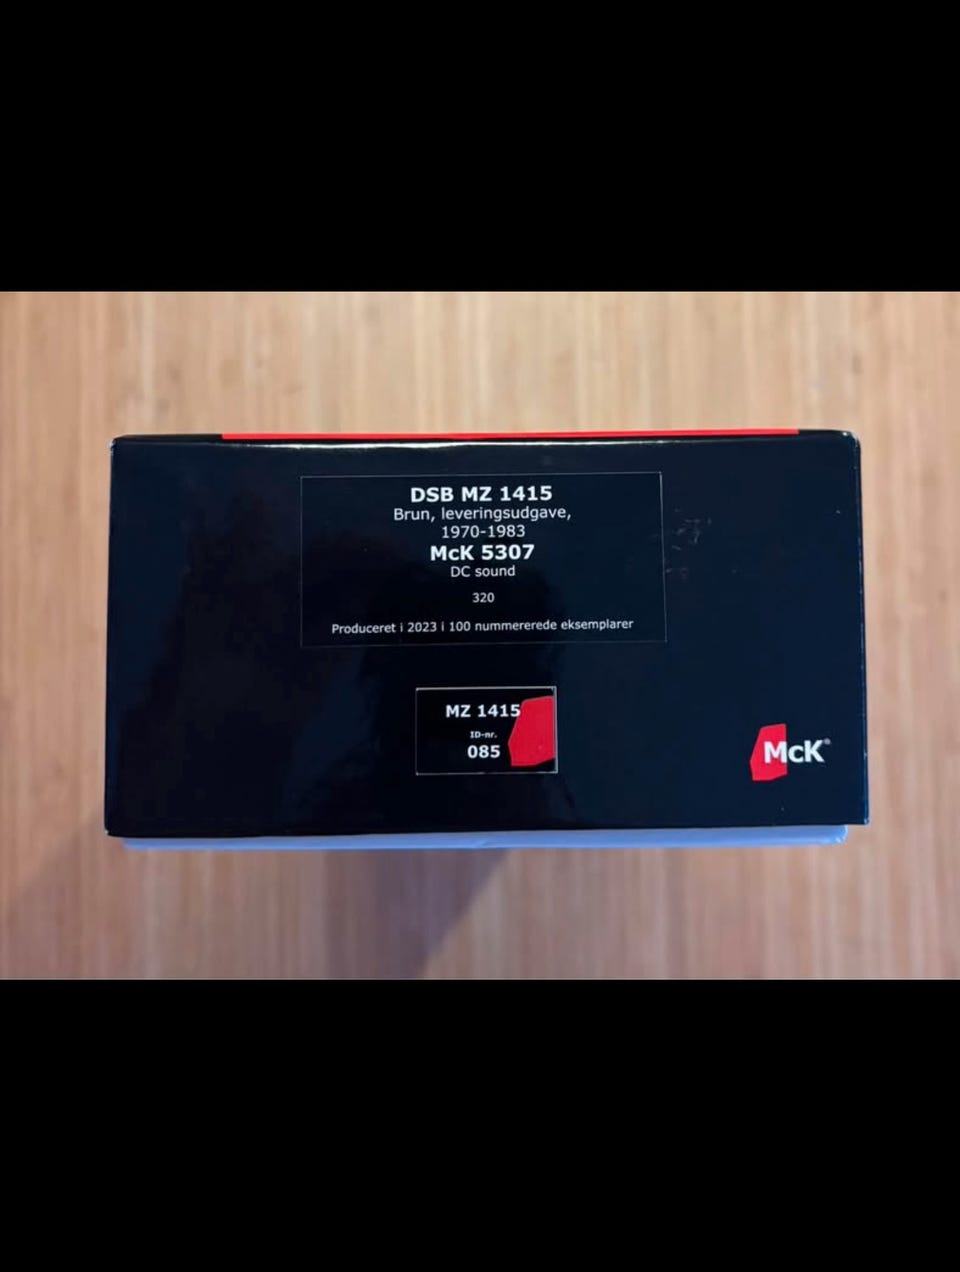 DSB MZ 1415
Brun, leveringsudgave,
1970-1983
McK 5307
DC sound
320
Produceret i 2023 i 100 nummererede eksemplarer
MZ 1415
ID-nr.
085
McK®